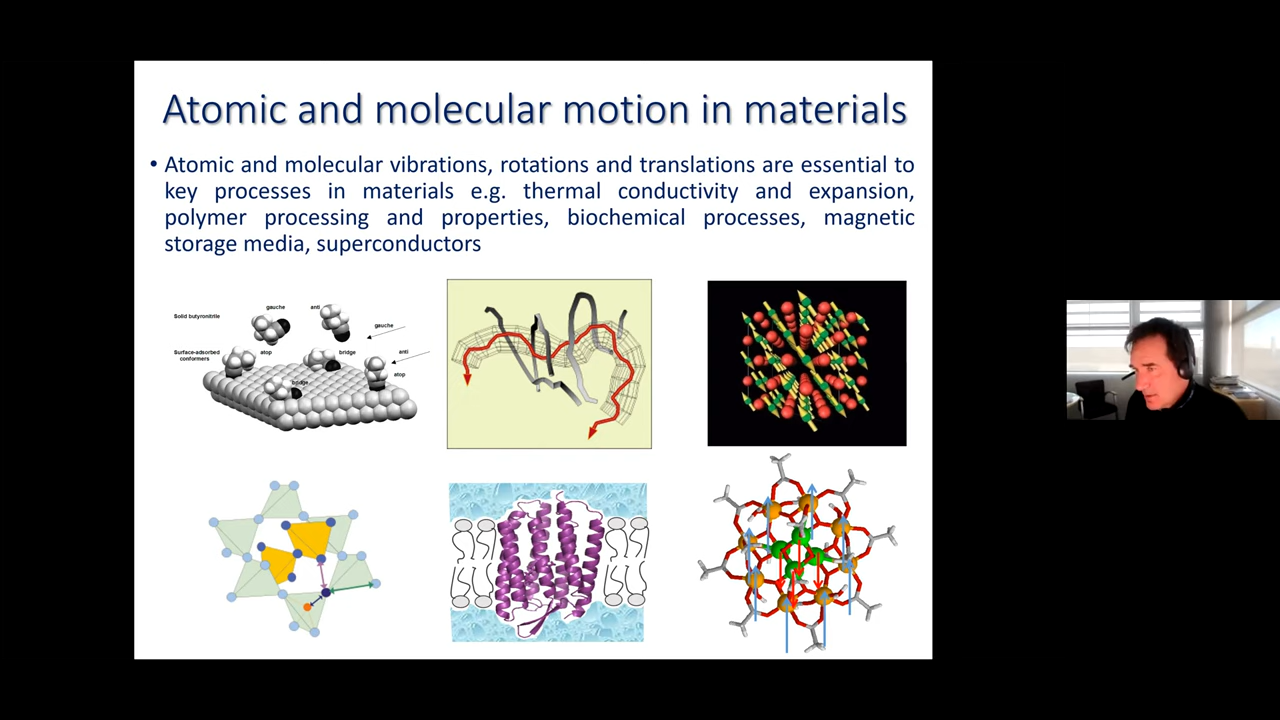 Atomic and molecular motion in materials
• Atomic and molecular vibrations, rotations and translations are essential to
key processes in materials e.g. thermal conductivity and expansion,
polymer processing and properties, biochemical processes, magnetic
storage media, superconductors
gauche
anti
Solid butyronitrile
gauche
Surface-adsorbed
conformers
atop
bridge
anti
atop
bridge